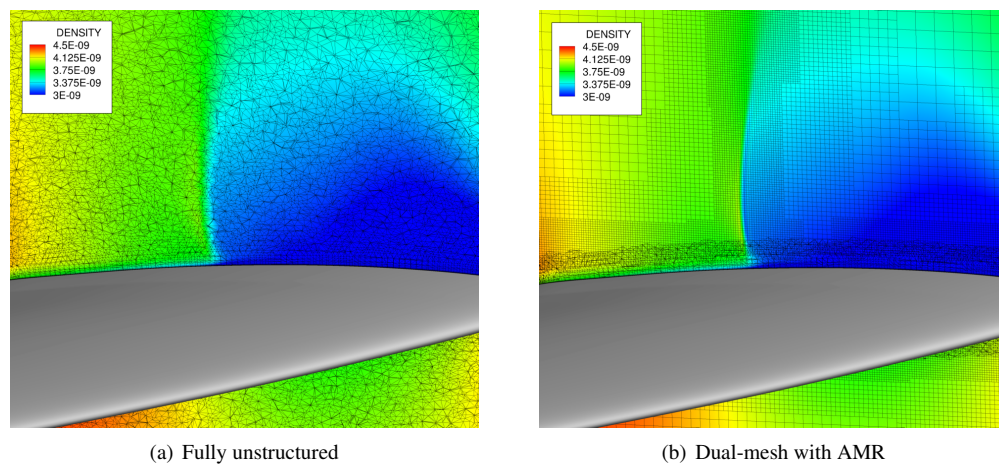 DENSITY
4.5E-09
4.125E-09
3.75E-09
3.375E-09
3E-09
DENSITY
4.5E-09
4.125E-09
3.75E-09
3.375E-09
3E-09
(a) Fully unstructured
(b) Dual-mesh with AMR